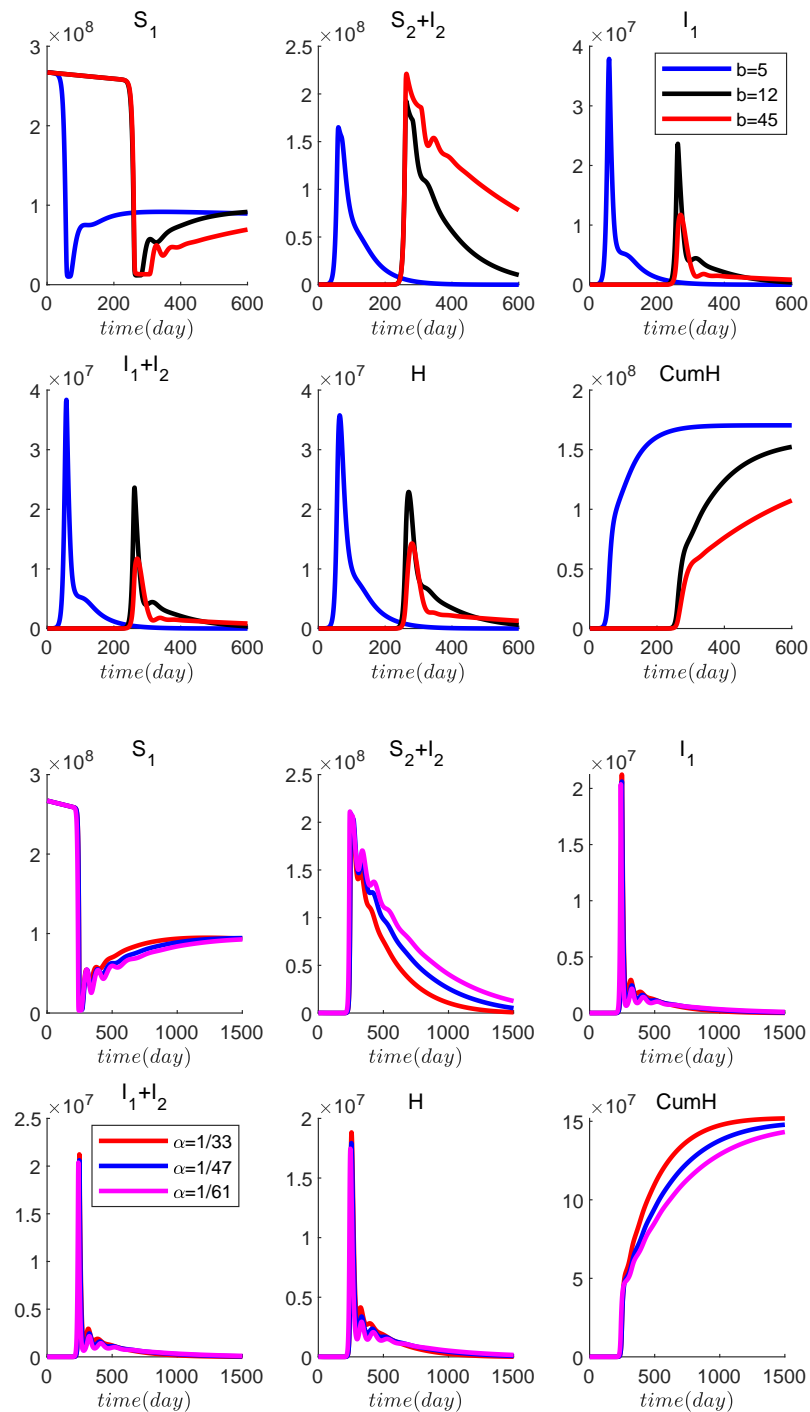 S1
×10^8
3
2
1
0
0 200 400 600
time(day)
S2+I2
×10^8
2.5
2
1.5
1
0.5
0
0 200 400 600
time(day)
I1
×10^7
4
3
2
1
0
0 200 400 600
time(day)
b=5
b=12
b=45
I1+I2
×10^7
4
3
2
1
0
0 200 400 600
time(day)
H
×10^7
4
3
2
1
0
0 200 400 600
time(day)
CumH
×10^8
2
1.5
1
0.5
0
0 200 400 600
time(day)
S1
×10^8
3
2
1
0
0 500 1000 1500
time(day)
S2+I2
×10^8
2.5
2
1.5
1
0.5
0
0 500 1000 1500
time(day)
I1
×10^7
2
1.5
1
0.5
0
0 500 1000 1500
time(day)
I1+I2
×10^7
2.5
2
1.5
1
0.5
0
0 500 1000 1500
time(day)
α=1/33
α=1/47
α=1/61
H
×10^7
2
1.5
1
0.5
0
0 500 1000 1500
time(day)
CumH
×10^7
15
10
5
0
0 500 1000 1500
time(day)